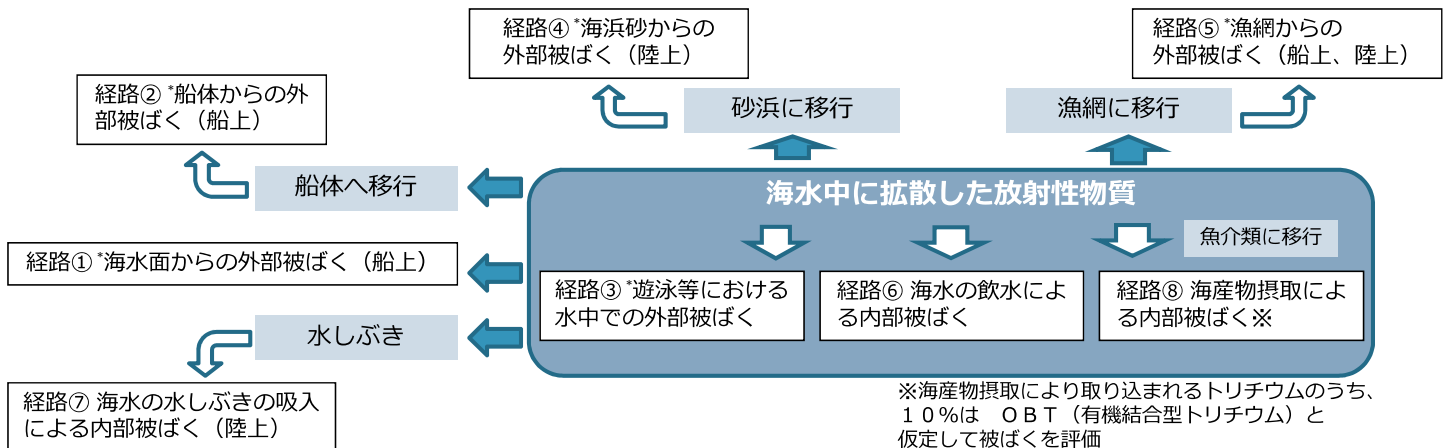 経路④ *海浜砂からの
外部被ばく（陸上）
経路⑤ *漁網からの
外部被ばく（船上、陸上）
経路② *船体からの外
部被ばく（船上）
砂浜に移行
漁網に移行
船体へ移行
海水中に拡散した放射性物質
魚介類に移行
経路① *海水面からの外部被ばく（船上）
経路③ *遊泳等における
水中での外部被ばく
経路⑥ 海水の飲水によ
る内部被ばく
経路⑧ 海産物摂取によ
る内部被ばく※
水しぶき
経路⑦ 海水の水しぶきの吸入
による内部被ばく（陸上）
※海産物摂取により取り込まれるトリチウムのうち、
１０%は　ＯＢＴ（有機結合型トリチウム）と
仮定して被ばくを評価